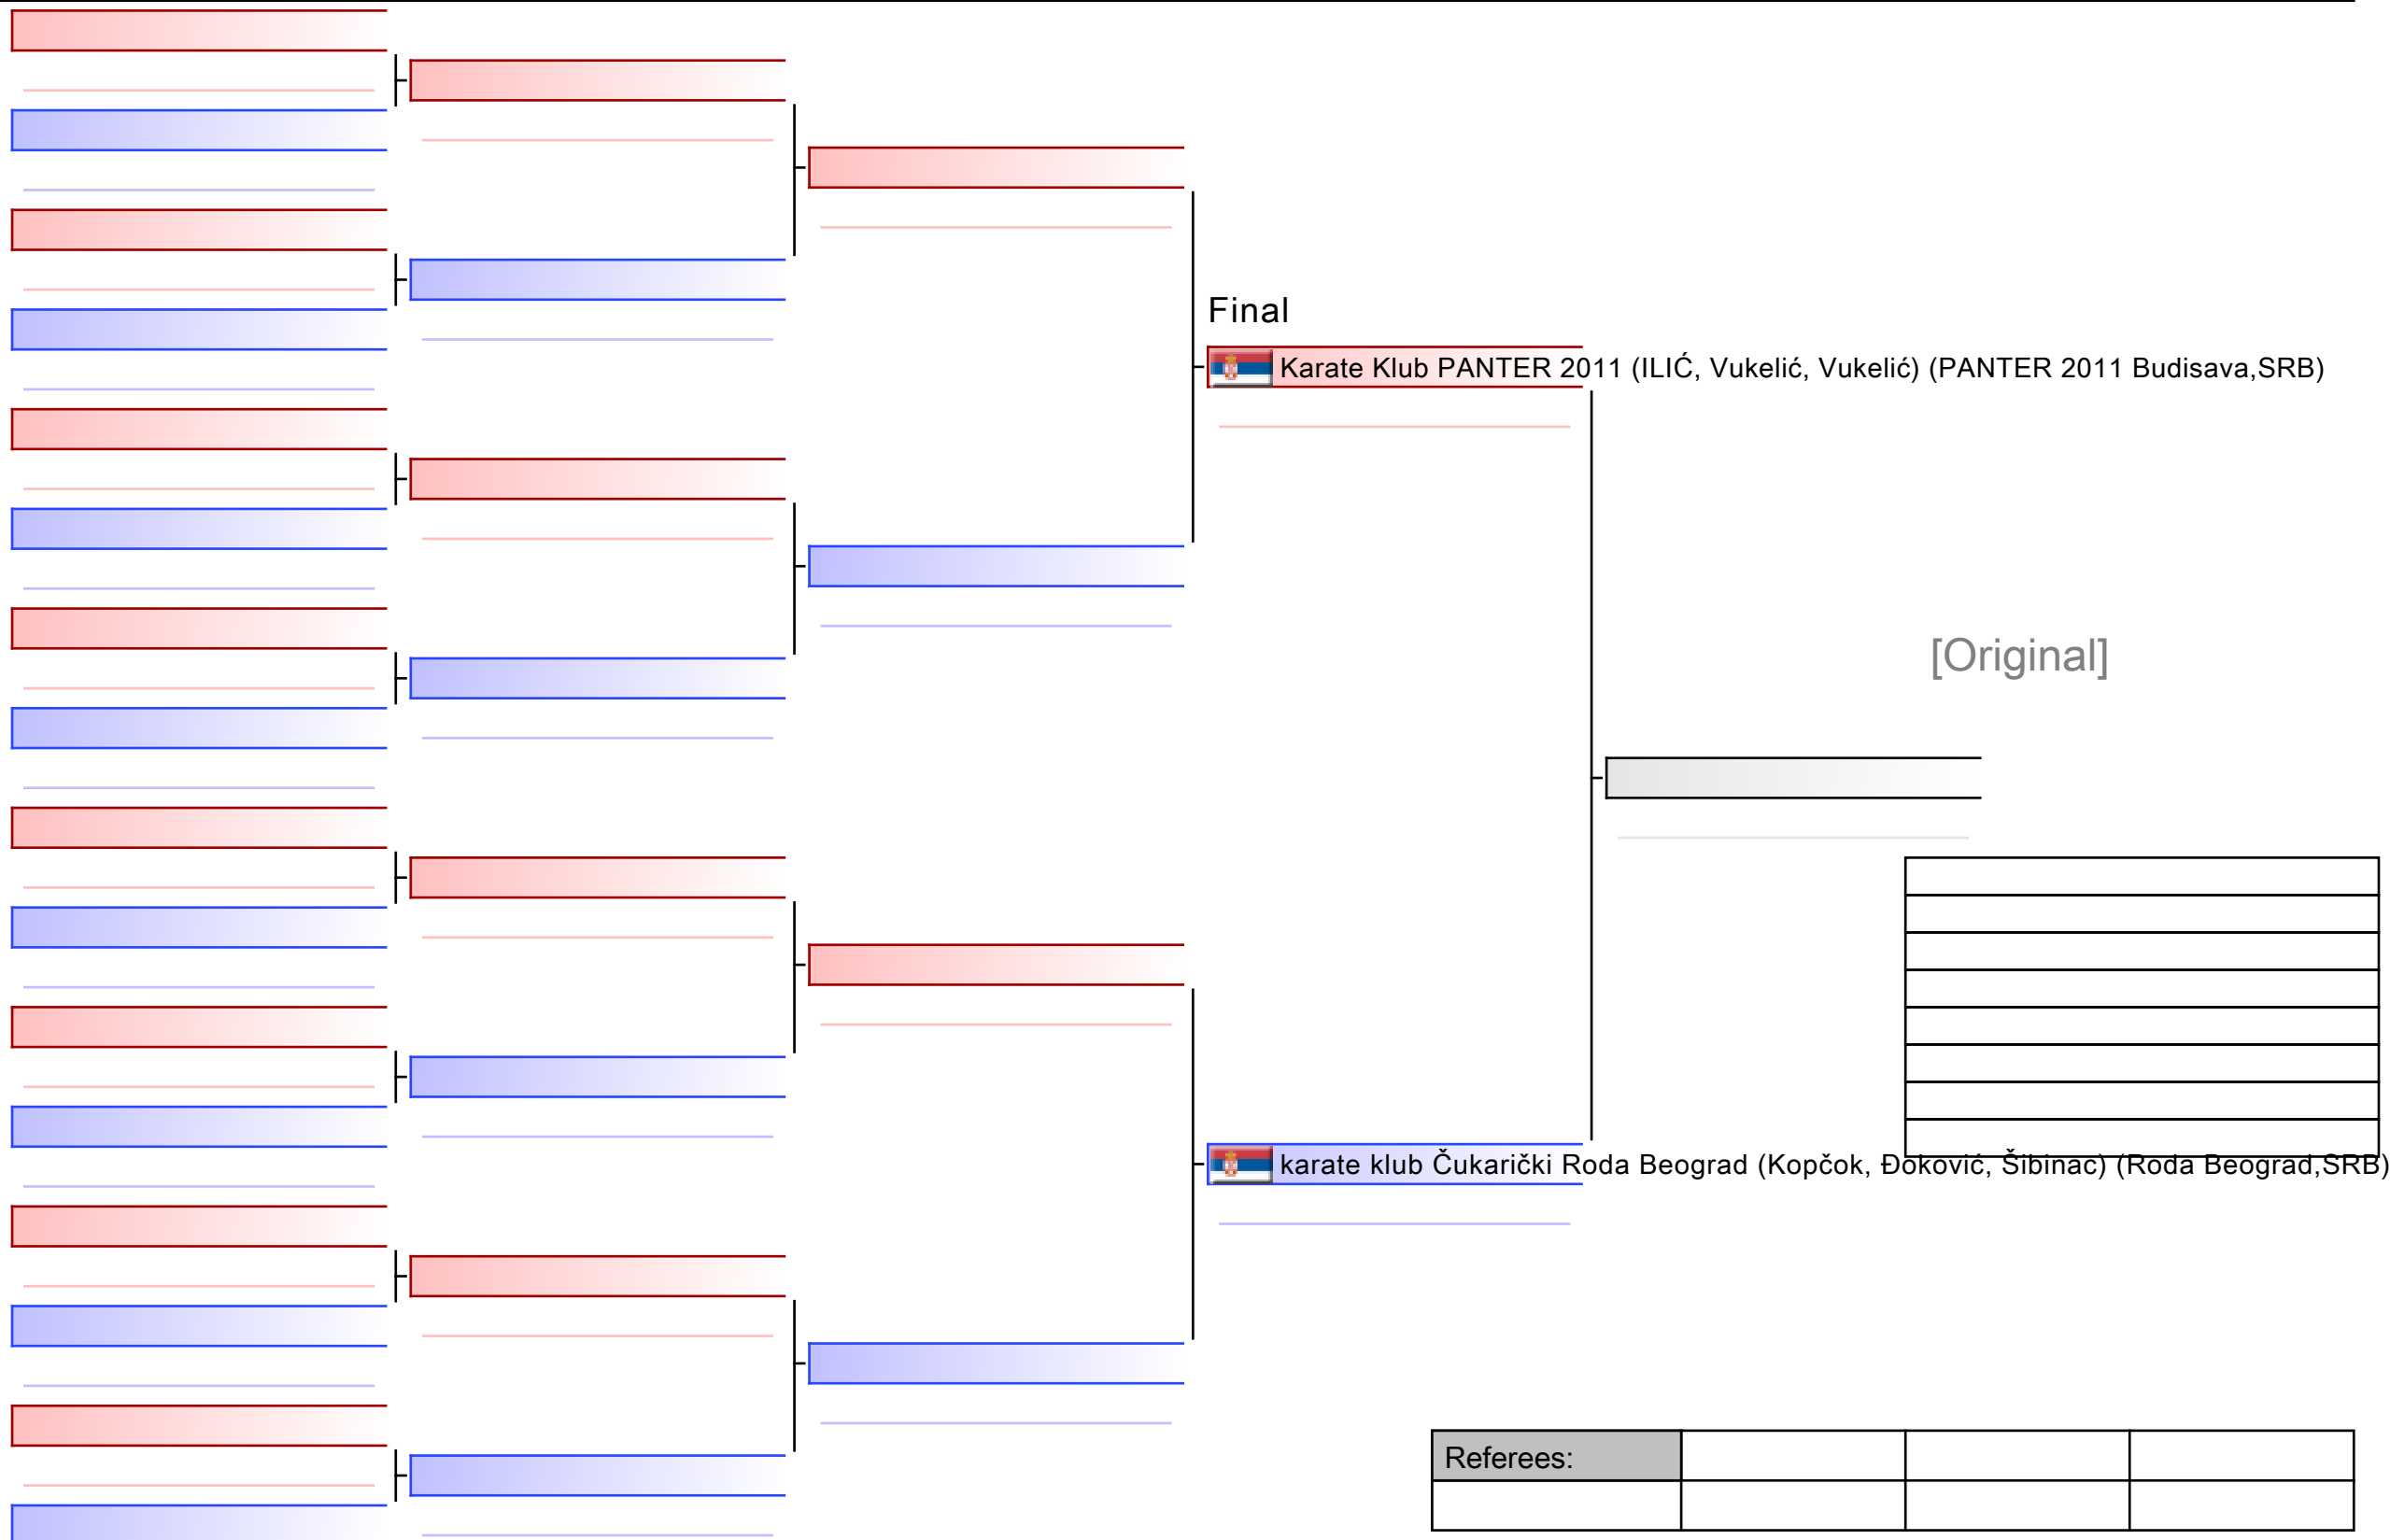 Final
Karate Klub PANTER 2011 (ILIĆ, Vukelić, Vukelić) (PANTER 2011 Budisava,SRB)
[Original]
karate klub Čukarički Roda Beograd (Kopčok, Đoković, Šibinac) (Roda Beograd,SRB)
Referees: